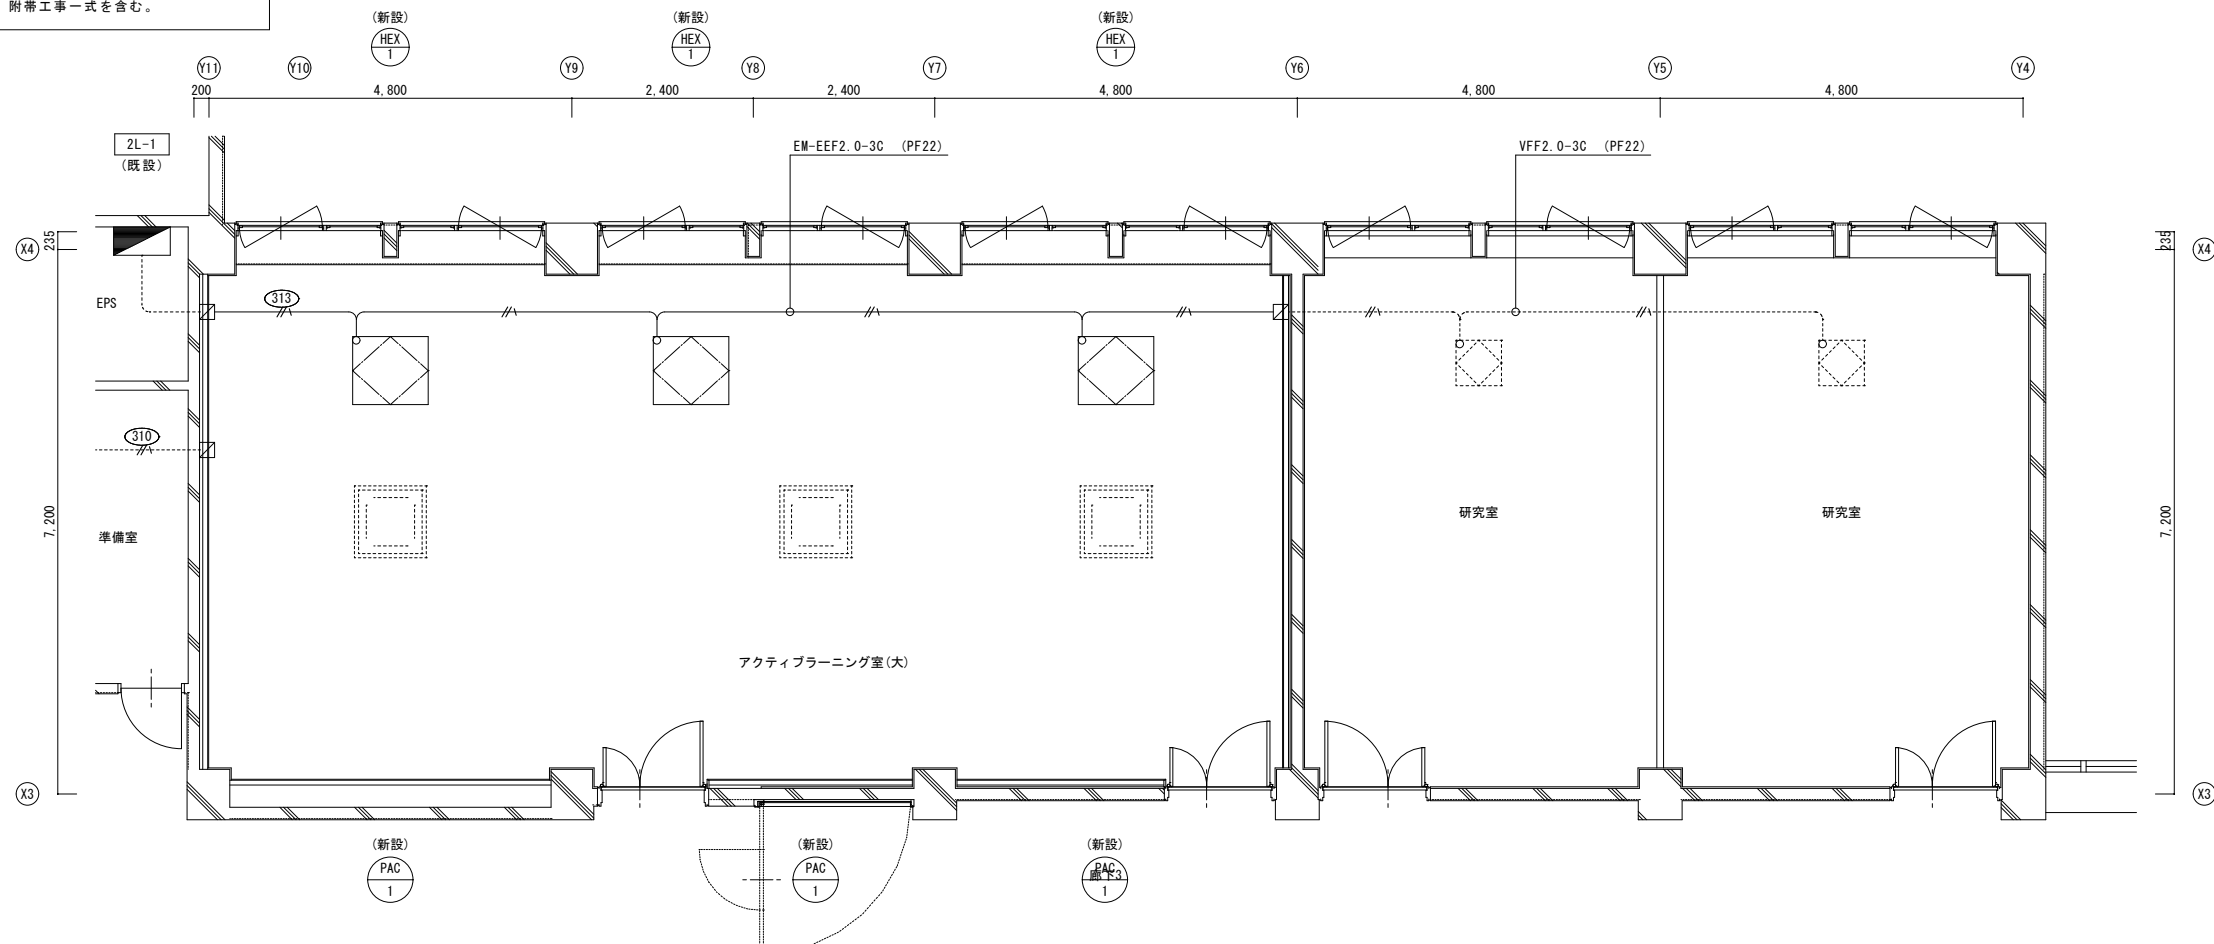 附帯工事一式を含む。
(新設)
HEX
1
(新設)
HEX
1
(新設)
HEX
1
Y11
Y10
Y9
Y8
Y7
Y6
Y5
Y4
200
4,800
2,400
2,400
4,800
4,800
4,800
2L-1
(既設)
EM-EEF2.0-3C (PF22)
VFF2.0-3C (PF22)
X4
235
235
X4
EPS
313
310
7,200
準備室
研究室
研究室
7,200
アクティブラーニング室(大)
X3
X3
(新設)
PAC
1
(新設)
PAC
1
(新設)
PAC
廊下3
1